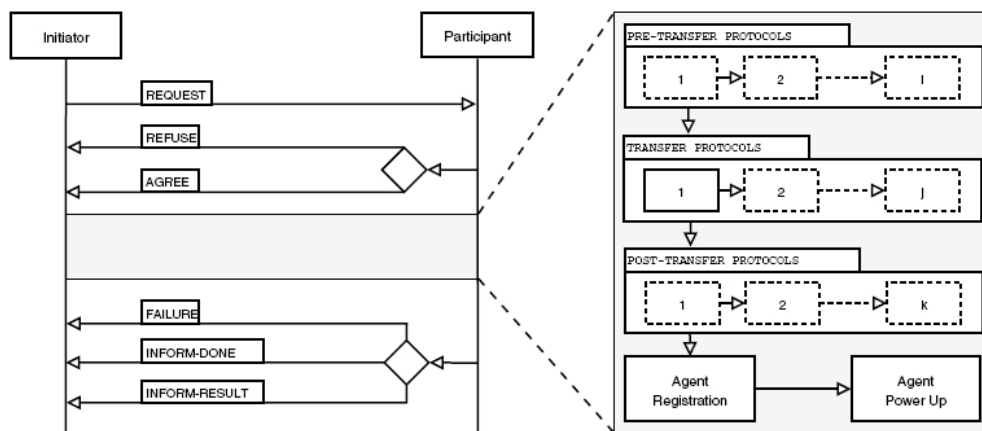 Initiator
Participant
REQUEST
REFUSE
AGREE
FAILURE
INFORM-DONE
INFORM-RESULT
PRE-TRANSFER PROTOCOLS
1 2 I
TRANSFER PROTOCOLS
1 2 j
POST-TRANSFER PROTOCOLS
1 2 k
Agent
Registration
Agent
Power Up